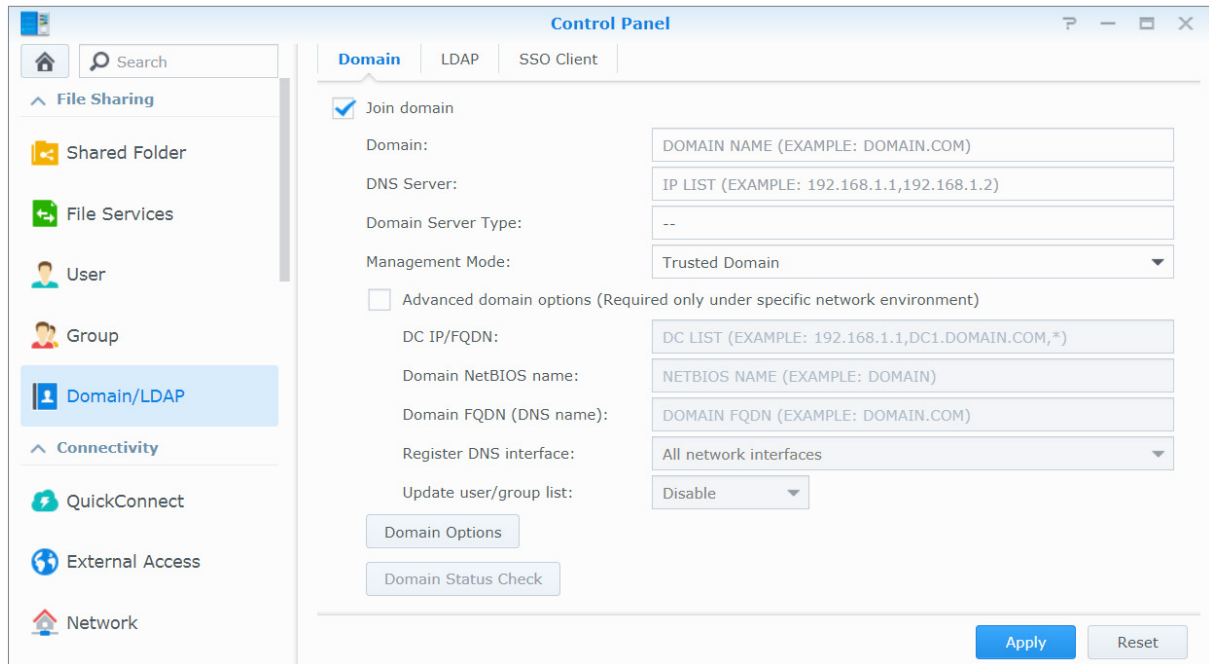 Control Panel
Search
File Sharing
Shared Folder
File Services
User
Group
Domain/LDAP
Connectivity
QuickConnect
External Access
Network
Domain LDAP SSO Client
Join domain
Domain: DOMAIN NAME (EXAMPLE: DOMAIN.COM)
DNS Server: IP LIST (EXAMPLE: 192.168.1.1,192.168.1.2)
Domain Server Type: --
Management Mode: Trusted Domain
Advanced domain options (Required only under specific network environment)
DC IP/FQDN: DC LIST (EXAMPLE: 192.168.1.1,DC1.DOMAIN.COM,*)
Domain NetBIOS name: NETBIOS NAME (EXAMPLE: DOMAIN)
Domain FQDN (DNS name): DOMAIN FQDN (EXAMPLE: DOMAIN.COM)
Register DNS interface: All network interfaces
Update user/group list: Disable
Domain Options
Domain Status Check
Apply Reset